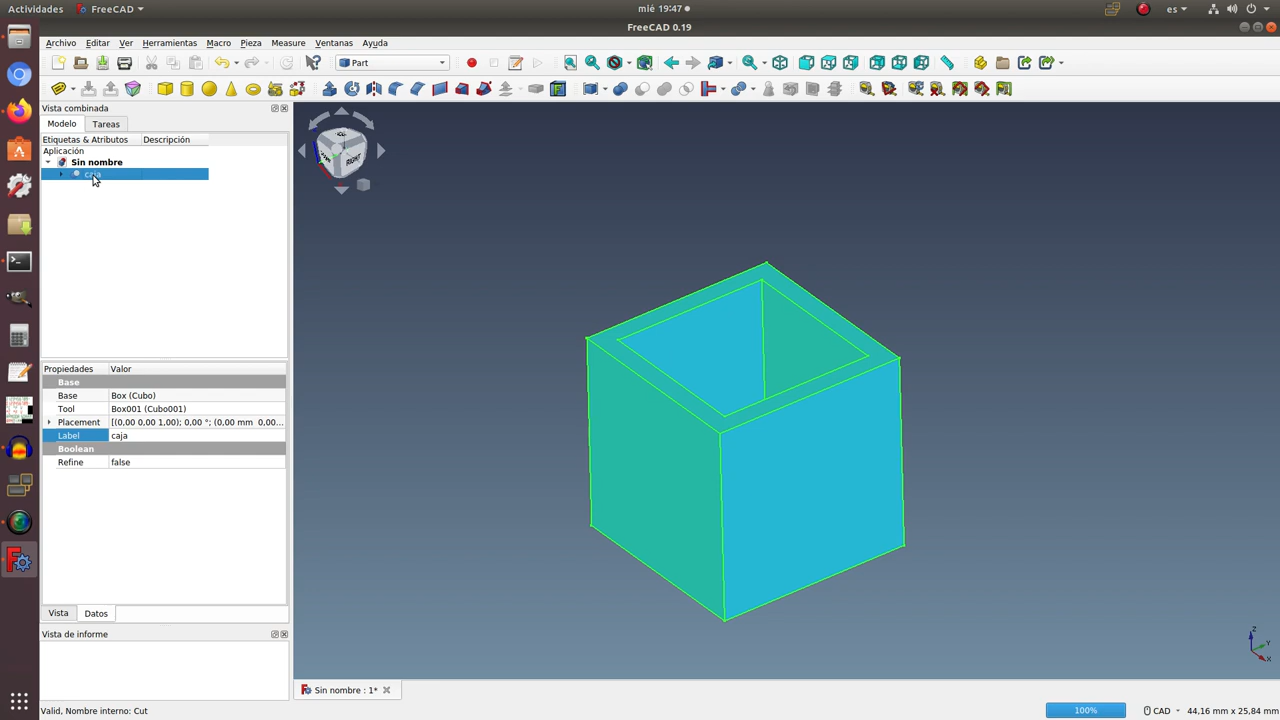 Actividades FreeCAD mié 19:47 es
FreeCAD 0.19
Archivo Editar Ver Herramientas Macro Pieza Measure Ventanas Ayuda
Part
Vista combinada
Modelo Tareas
Etiquetas & Atributos Descripción
Aplicación
Sin nombre
caja
RIGHT
Propiedades Valor
Base
Base Box (Cubo)
Tool Box001 (Cubo001)
Placement [(0,00 0,00 1,00); 0,00 °; (0,00 mm 0,00...
Label caja
Boolean
Refine false
Vista Datos
Vista de informe
Z
Y
X
Sin nombre : 1*
Valid, Nombre interno: Cut 100% CAD 44,16 mm x 25,84 mm